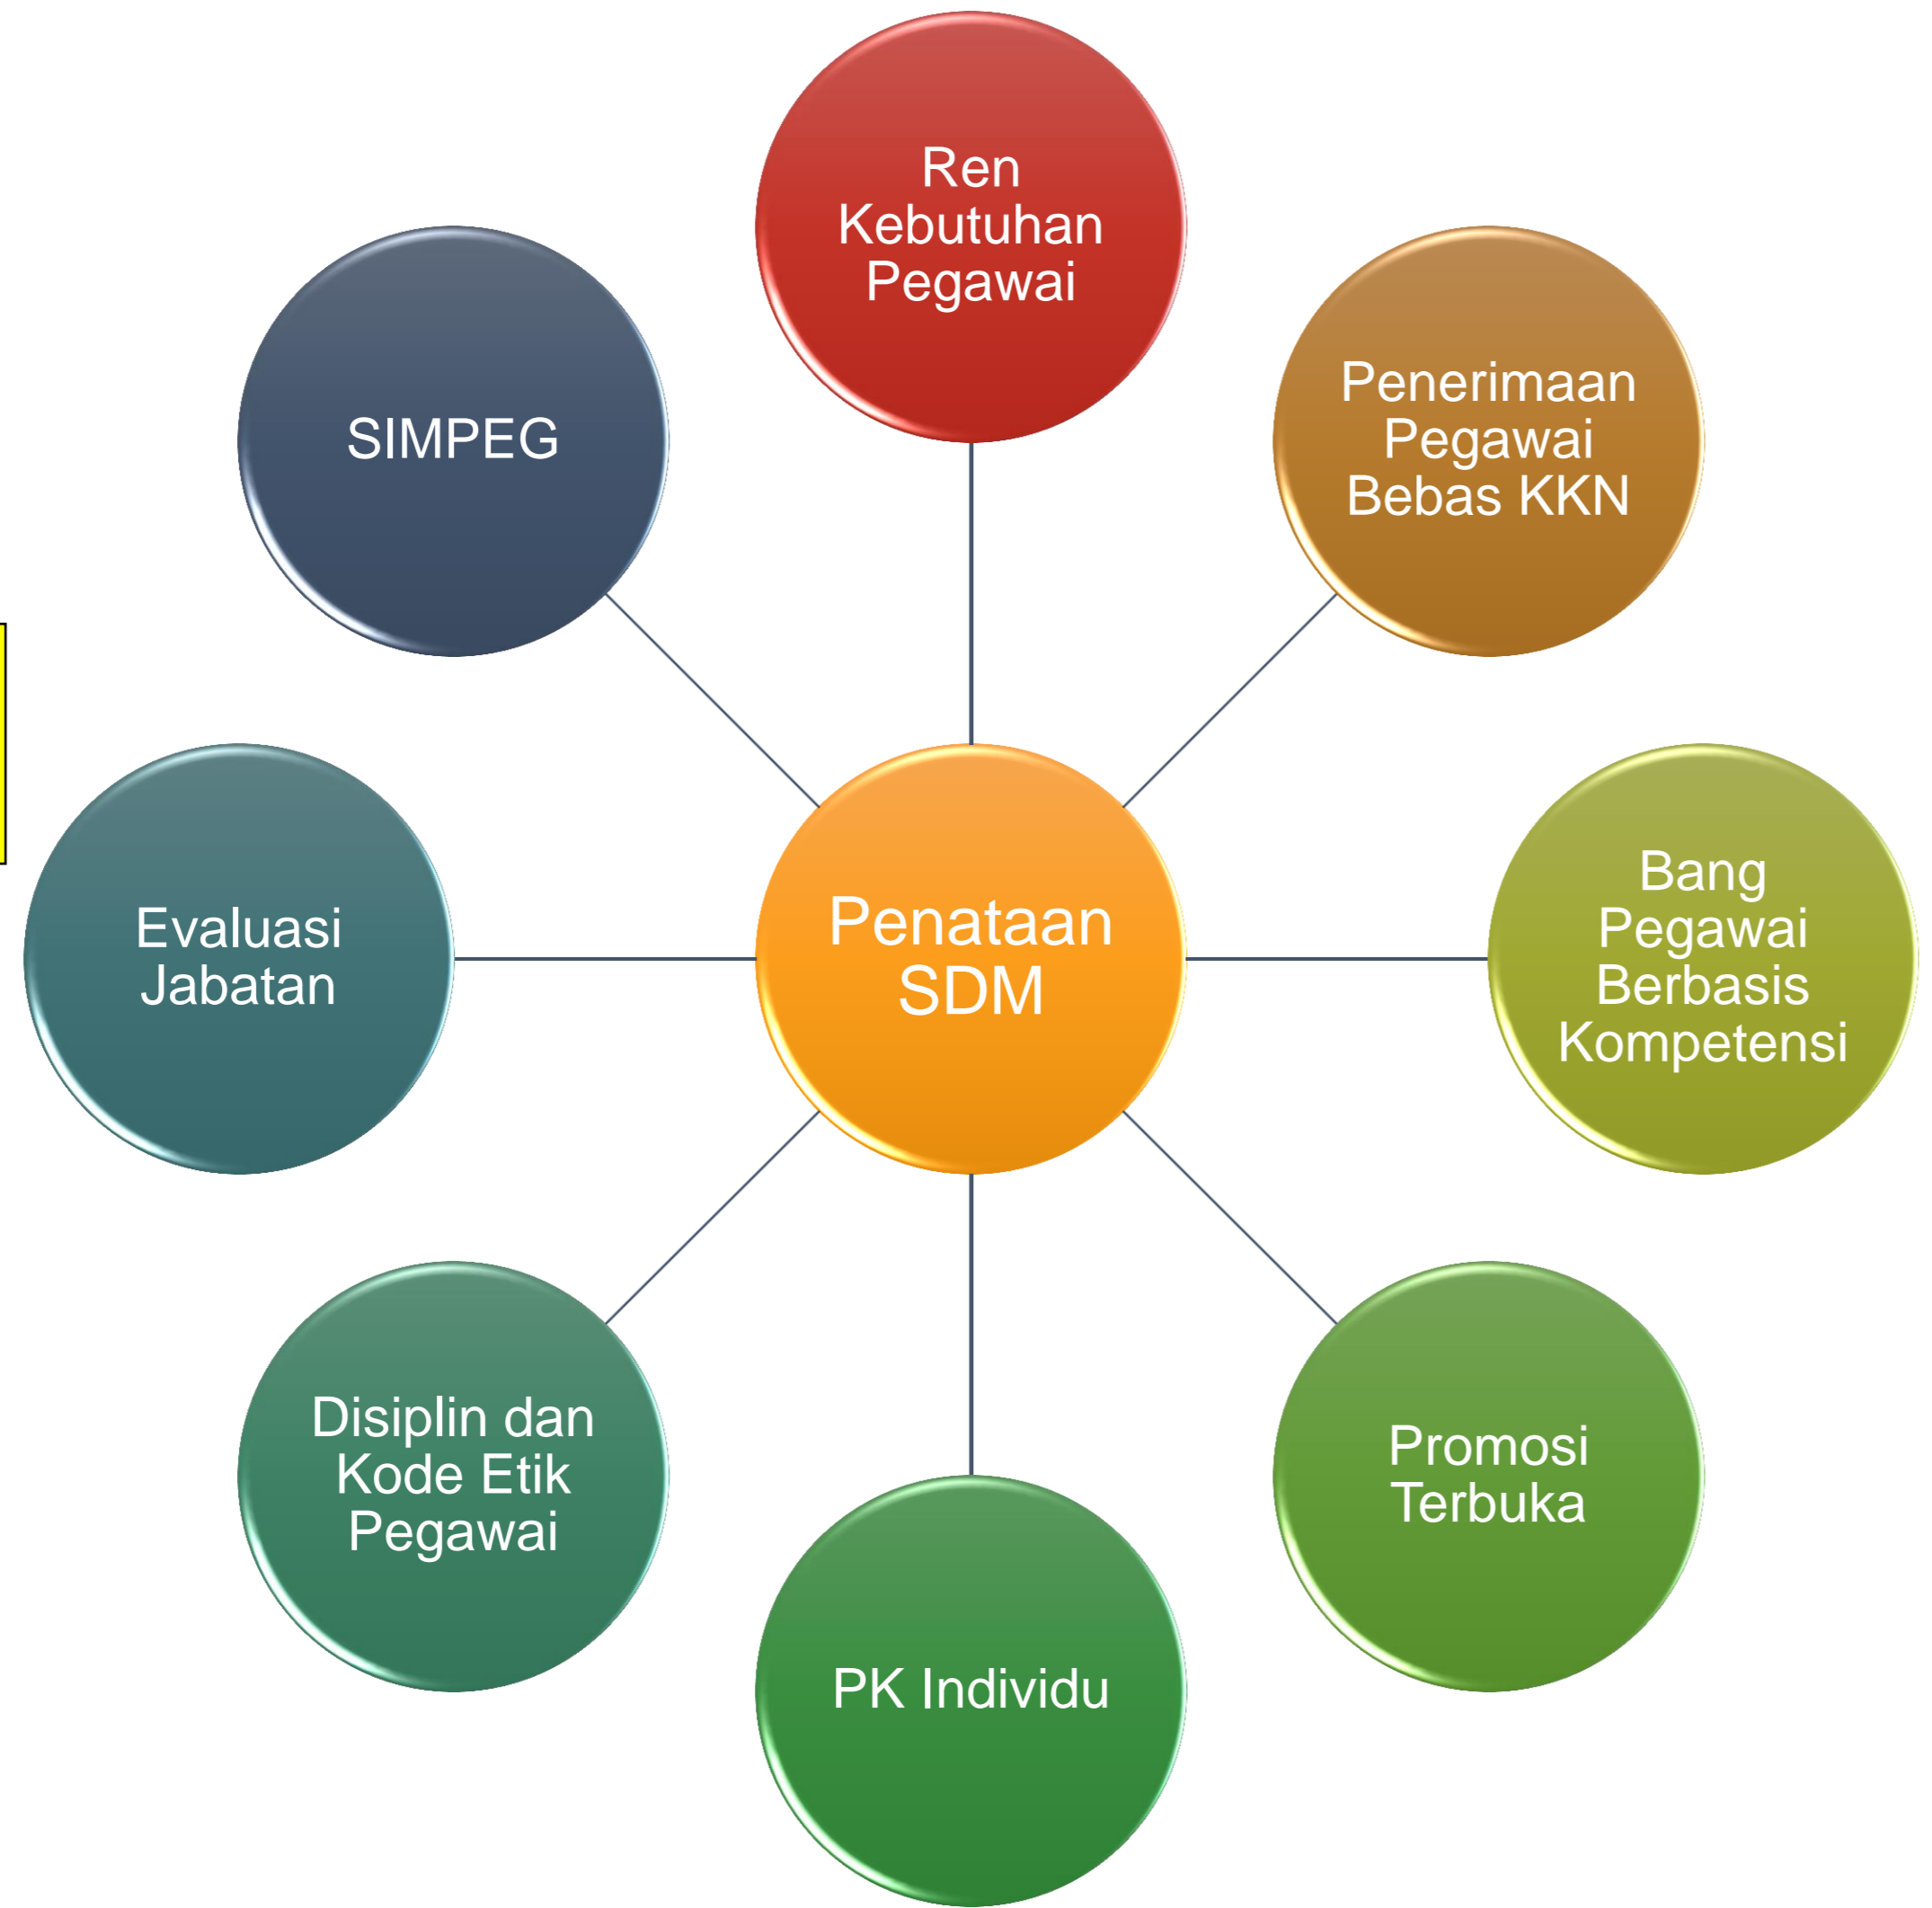 Ren
Kebutuhan
Pegawai
Penerimaan
Pegawai
Bebas KKN
Bang
Pegawai
Berbasis
Kompetensi
Promosi
Terbuka
PK Individu
Disiplin dan
Kode Etik
Pegawai
Evaluasi
Jabatan
SIMPEG
Penataan
SDM